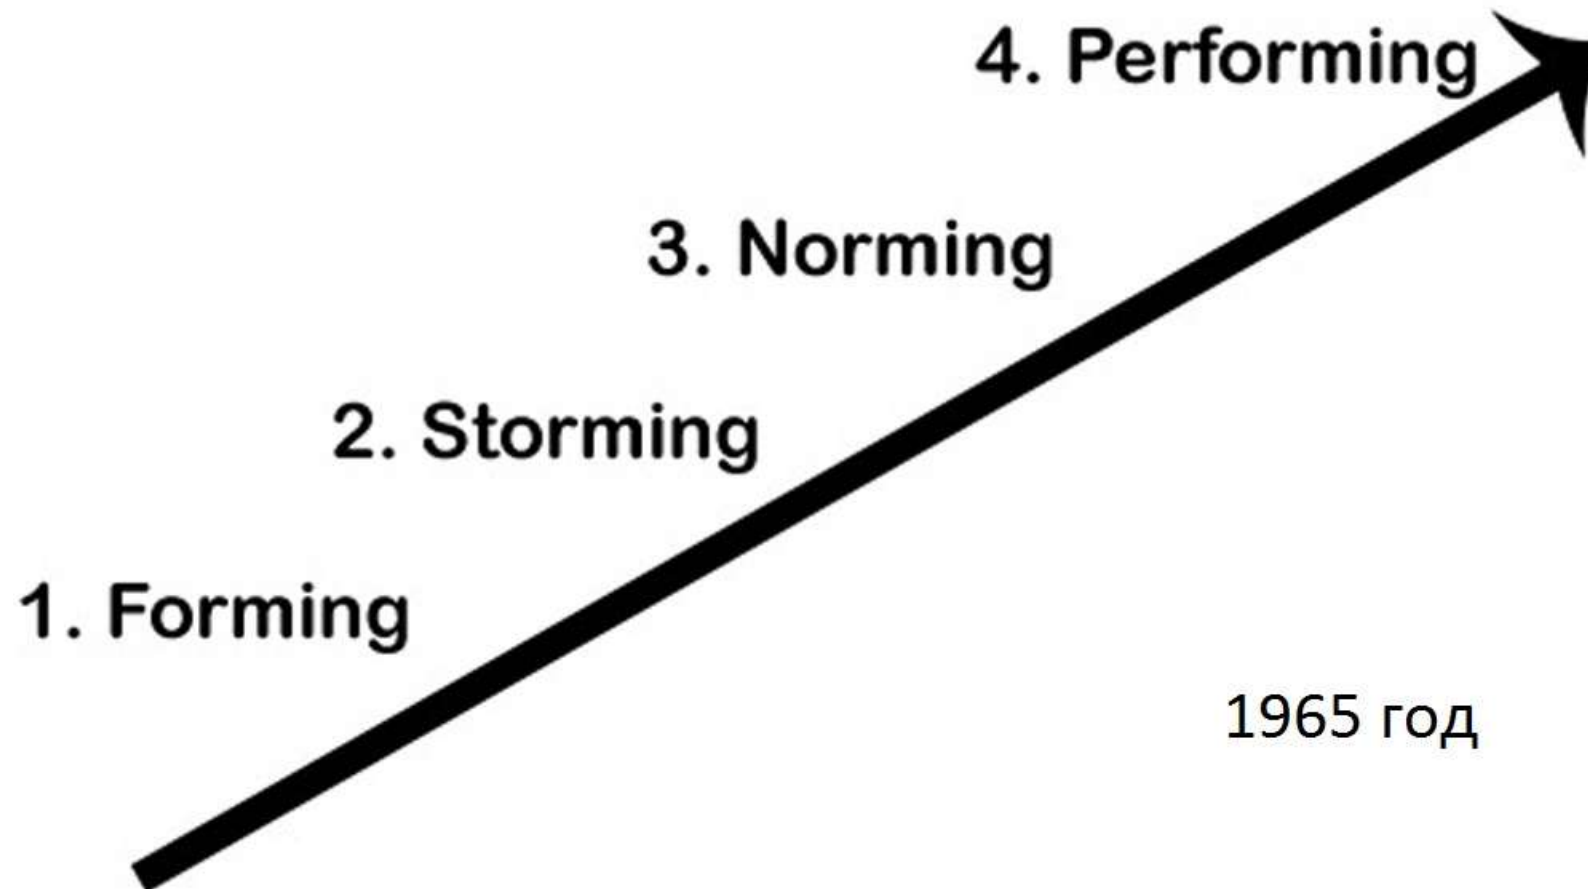 4. Performing
3. Norming
2. Storming
1. Forming
1965 год